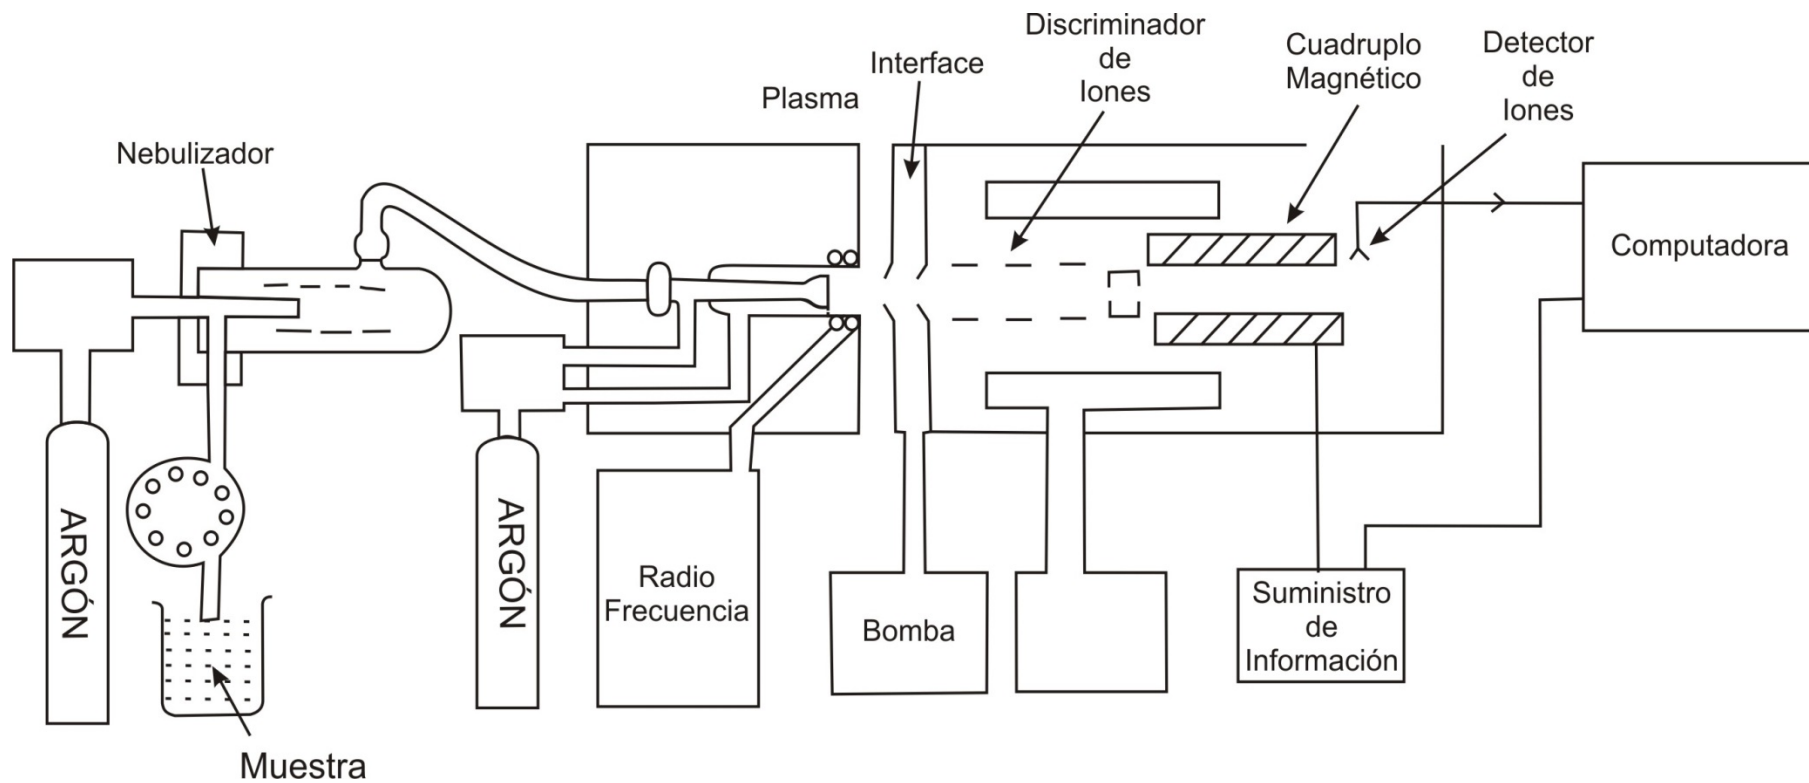 Nebulizador
Plasma
Interface
Discriminador
de
Iones
Cuadruplo
Magnético
Detector
de
Iones
Computadora
ARGÓN
Muestra
ARGÓN
Radio
Frecuencia
Bomba
Suministro
de
Información